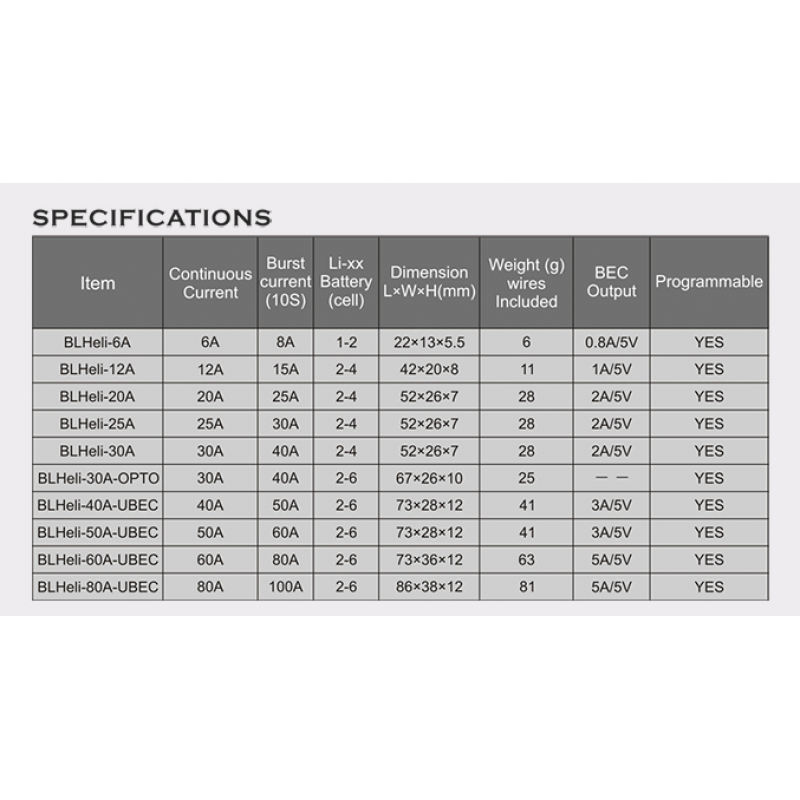 SPECIFICATIONS
Item Continuous Current Burst current (10S) Li-xx Battery (cell) Dimension L×W×H(mm) Weight (g) wires Included BEC Output Programmable
BLHeli-6A 6A 8A 1-2 22×13×5.5 6 0.8A/5V YES
BLHeli-12A 12A 15A 2-4 42×20×8 11 1A/5V YES
BLHeli-20A 20A 25A 2-4 52×26×7 28 2A/5V YES
BLHeli-25A 25A 30A 2-4 52×26×7 28 2A/5V YES
BLHeli-30A 30A 40A 2-4 52×26×7 28 2A/5V YES
BLHeli-30A-OPTO 30A 40A 2-6 67×26×10 25 — — YES
BLHeli-40A-UBEC 40A 50A 2-6 73×28×12 41 3A/5V YES
BLHeli-50A-UBEC 50A 60A 2-6 73×28×12 41 3A/5V YES
BLHeli-60A-UBEC 60A 80A 2-6 73×36×12 63 5A/5V YES
BLHeli-80A-UBEC 80A 100A 2-6 86×38×12 81 5A/5V YES